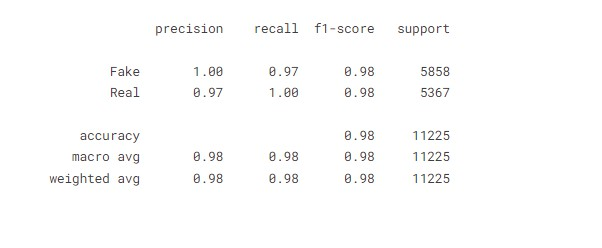 precision recall f1-score support
Fake 1.00 0.97 0.98 5858
Real 0.97 1.00 0.98 5367
accuracy 0.98 11225
macro avg 0.98 0.98 0.98 11225
weighted avg 0.98 0.98 0.98 11225